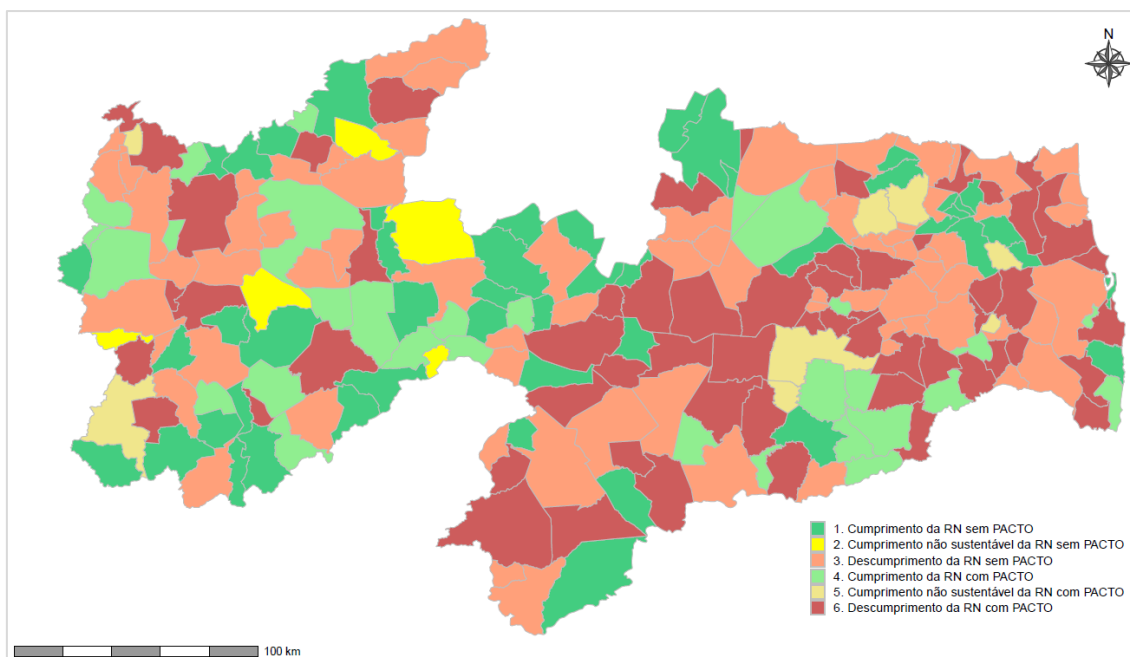 N
1. Cumprimento da RN sem PACTO
2. Cumprimento não sustentável da RN sem PACTO
3. Descumprimento da RN sem PACTO
4. Cumprimento da RN com PACTO
5. Cumprimento não sustentável da RN com PACTO
6. Descumprimento da RN com PACTO
100 km